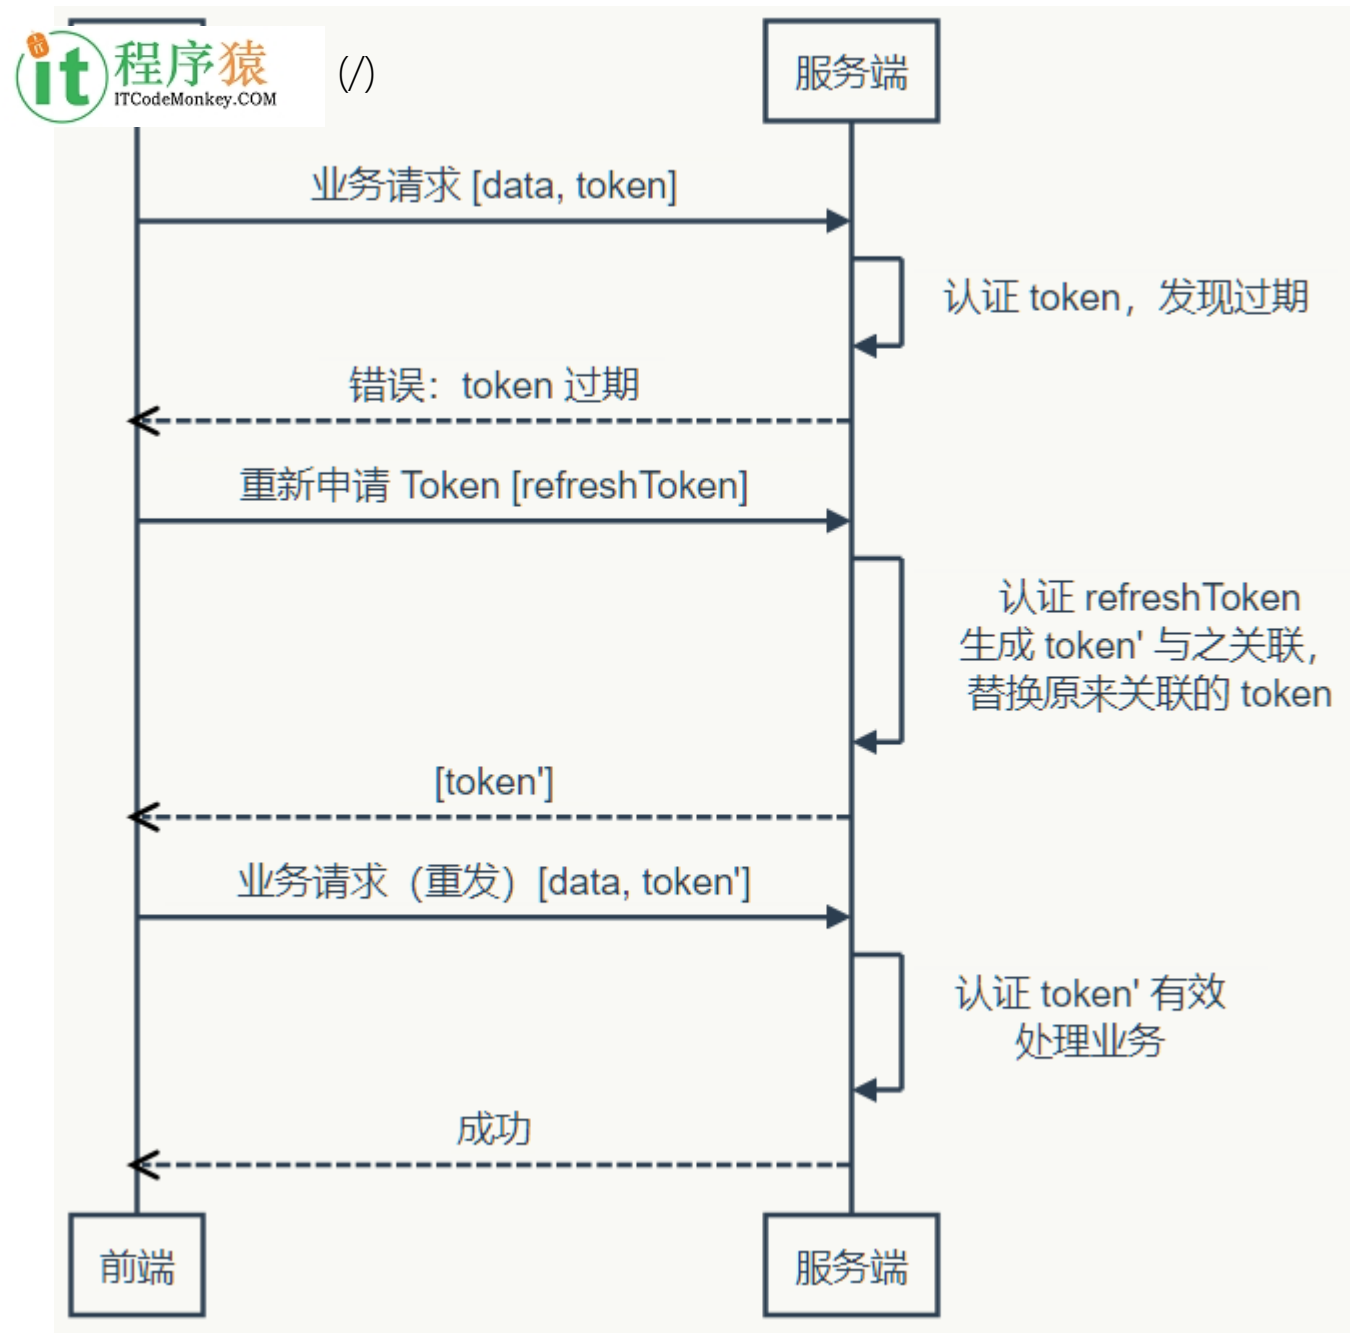 it 程序猿
ITCodeMonkey.COM
(/)
服务端
业务请求 [data, token]
认证 token，发现过期
错误：token 过期
重新申请 Token [refreshToken]
认证 refreshToken
生成 token' 与之关联，
替换原来关联的 token
[token']
业务请求（重发）[data, token']
认证 token' 有效
处理业务
成功
前端
服务端